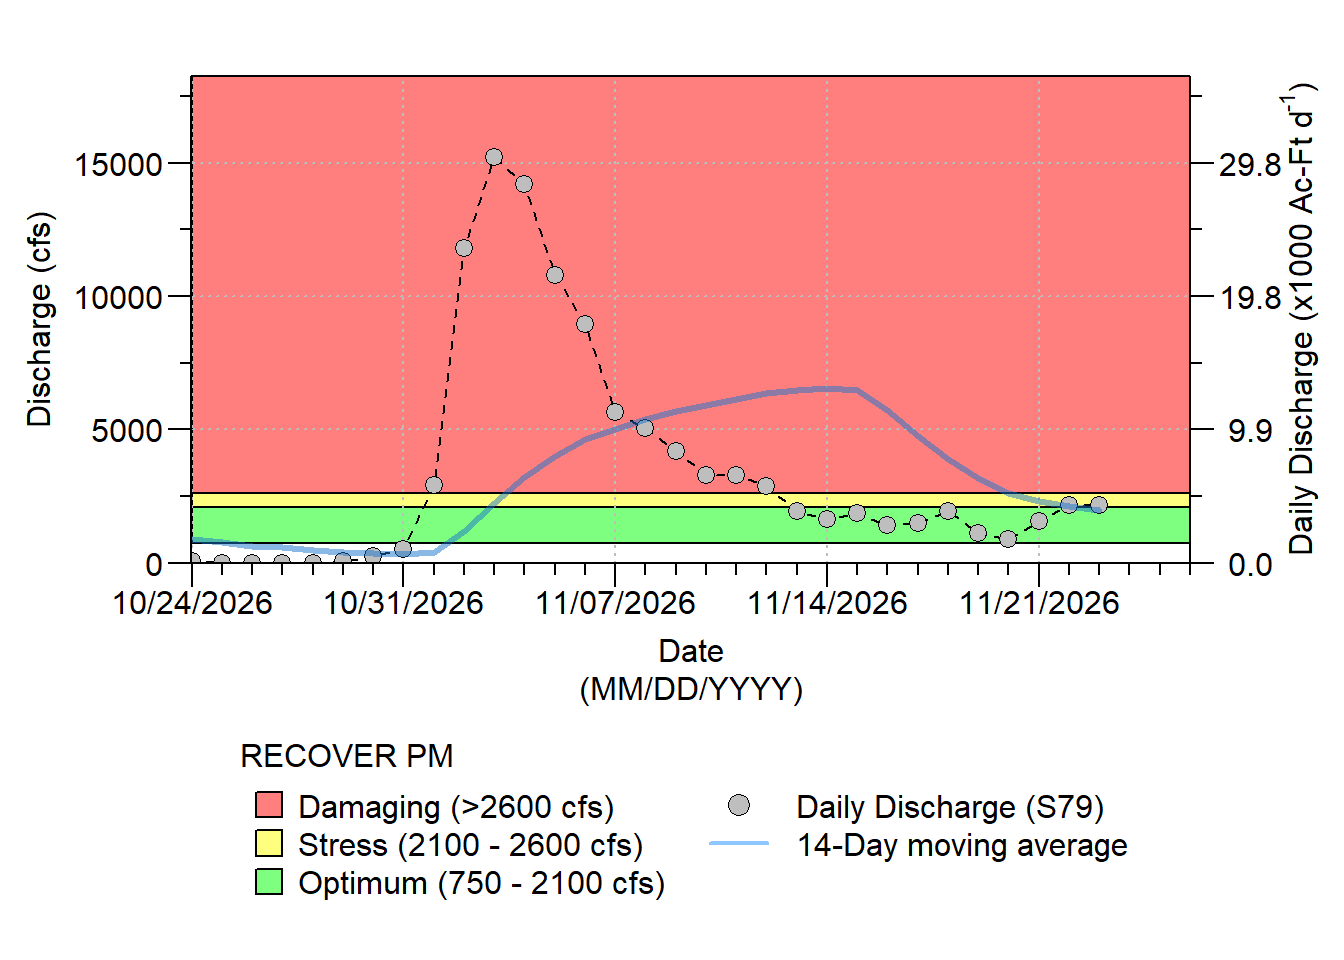 Discharge (cfs)
15000
10000
5000
0
29.8
19.8
9.9
0.0
Daily Discharge (x1000 Ac-Ft d-1)
10/24/2026
10/31/2026
11/07/2026
11/14/2026
11/21/2026
Date
(MM/DD/YYYY)
RECOVER PM
Damaging (>2600 cfs)
Stress (2100 - 2600 cfs)
Optimum (750 - 2100 cfs)
Daily Discharge (S79)
14-Day moving average